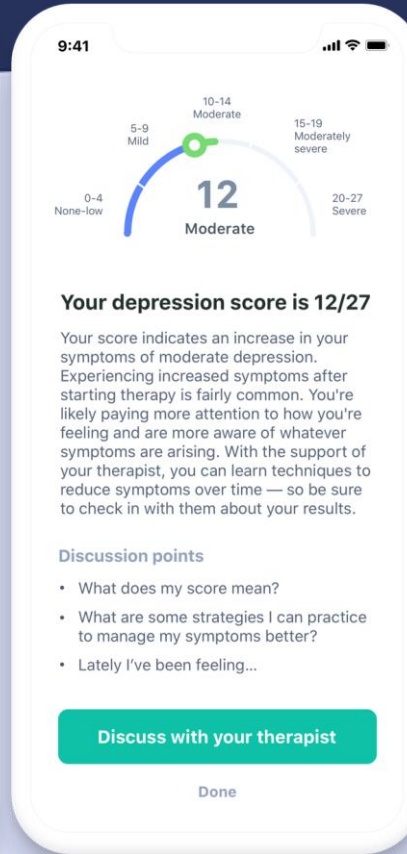 9:41
10-14
Moderate
5-9
Mild
15-19
Moderately
severe
0-4
None-low
20-27
Severe
12
Moderate
Your depression score is 12/27
Your score indicates an increase in your
symptoms of moderate depression.
Experiencing increased symptoms after
starting therapy is fairly common. You're
likely paying more attention to how you're
feeling and are more aware of whatever
symptoms are arising. With the support of
your therapist, you can learn techniques to
reduce symptoms over time — so be sure
to check in with them about your results.
Discussion points
• What does my score mean?
• What are some strategies I can practice
to manage my symptoms better?
• Lately I've been feeling...
Discuss with your therapist
Done